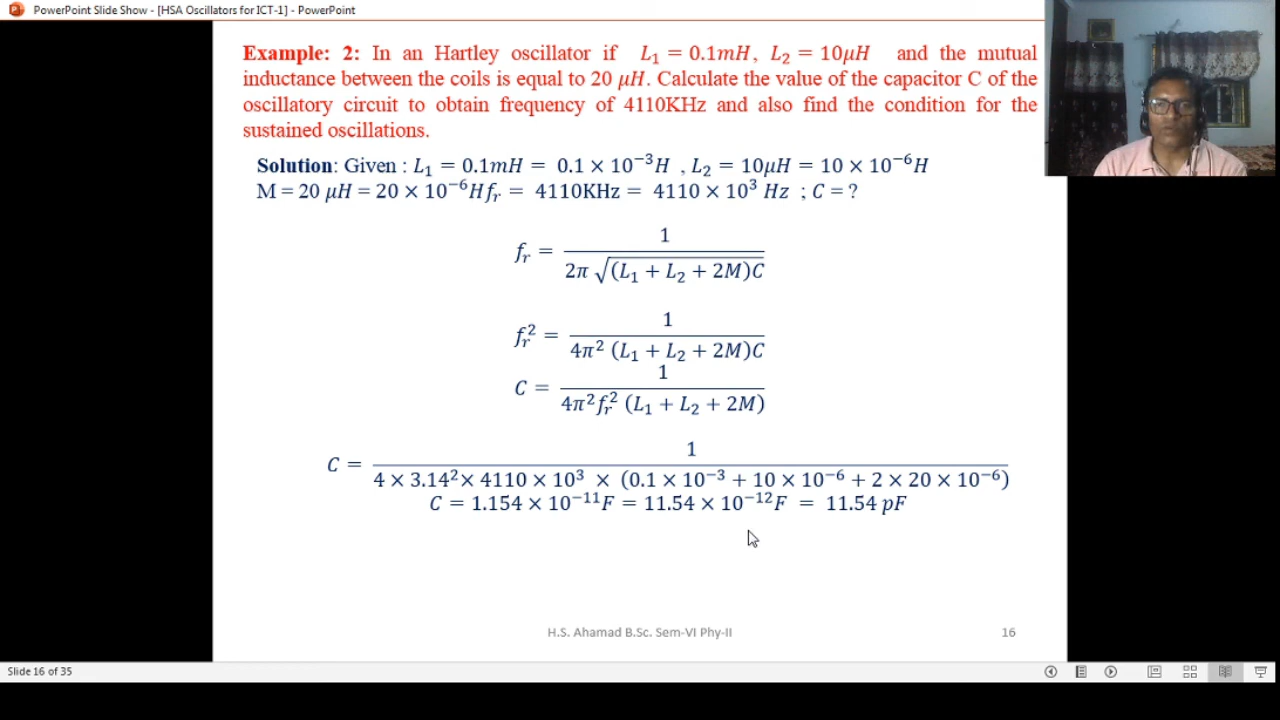 PowerPoint Slide Show - [HSA Oscillators for ICT-1] - PowerPoint
Example: 2: In an Hartley oscillator if L₁ = 0.1mH, L₂ = 10μH and the mutual
inductance between the coils is equal to 20 μH. Calculate the value of the capacitor C of the
oscillatory circuit to obtain frequency of 4110KHz and also find the condition for the
sustained oscillations.
Solution: Given : L₁ = 0.1mH = 0.1 × 10⁻³H , L₂ = 10μH = 10 × 10⁻⁶H
M = 20 μH = 20 × 10⁻⁶H fᵣ = 4110KHz = 4110 × 10³ Hz ; C = ?
fᵣ = 1 / 2π √(L₁ + L₂ + 2M)C
fᵣ² = 1 / 4π² (L₁ + L₂ + 2M)C
C = 1 / 4π²fᵣ² (L₁ + L₂ + 2M)
C = 1 / 4 × 3.14² × 4110 × 10³ × (0.1 × 10⁻³ + 10 × 10⁻⁶ + 2 × 20 × 10⁻⁶)
C = 1.154 × 10⁻¹¹F = 11.54 × 10⁻¹²F = 11.54 pF
H.S. Ahamad B.Sc. Sem-VI Phy-II
16
Slide 16 of 35